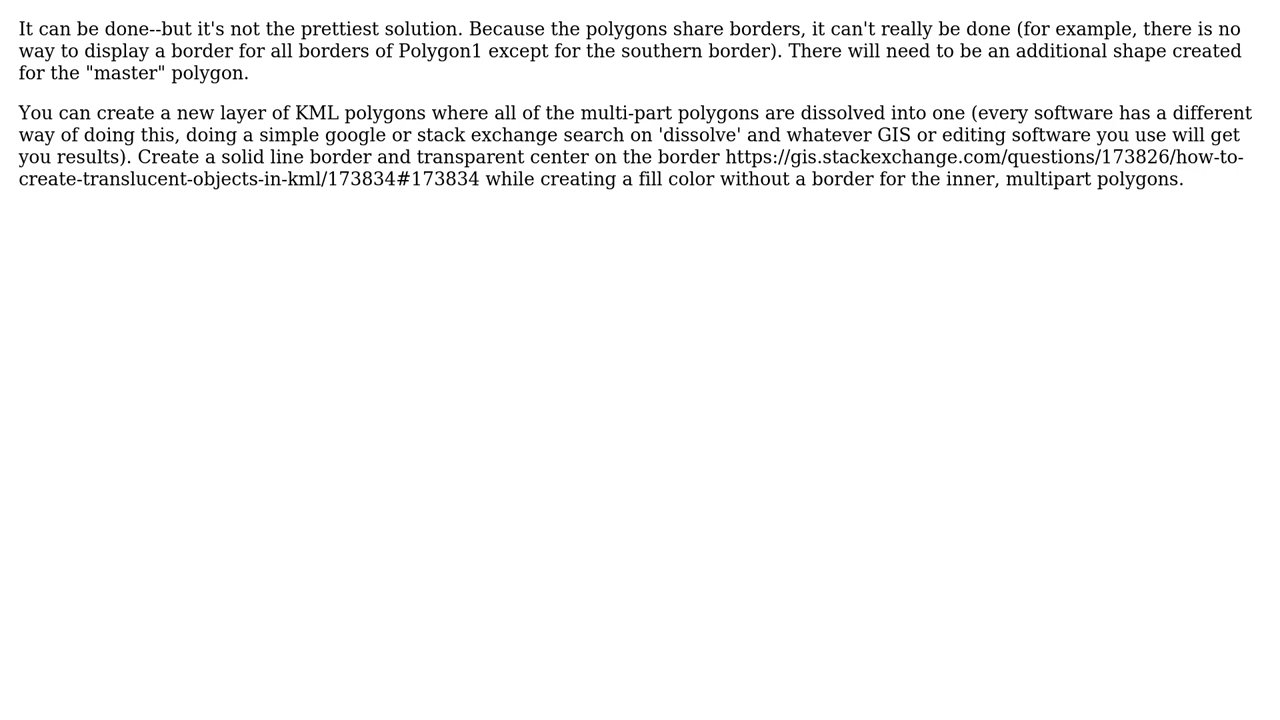 It can be done--but it's not the prettiest solution. Because the polygons share borders, it can't really be done (for example, there is no
way to display a border for all borders of Polygon1 except for the southern border). There will need to be an additional shape created
for the "master" polygon.
You can create a new layer of KML polygons where all of the multi-part polygons are dissolved into one (every software has a different
way of doing this, doing a simple google or stack exchange search on 'dissolve' and whatever GIS or editing software you use will get
you results). Create a solid line border and transparent center on the border https://gis.stackexchange.com/questions/173826/how-to-
create-translucent-objects-in-kml/173834#173834 while creating a fill color without a border for the inner, multipart polygons.